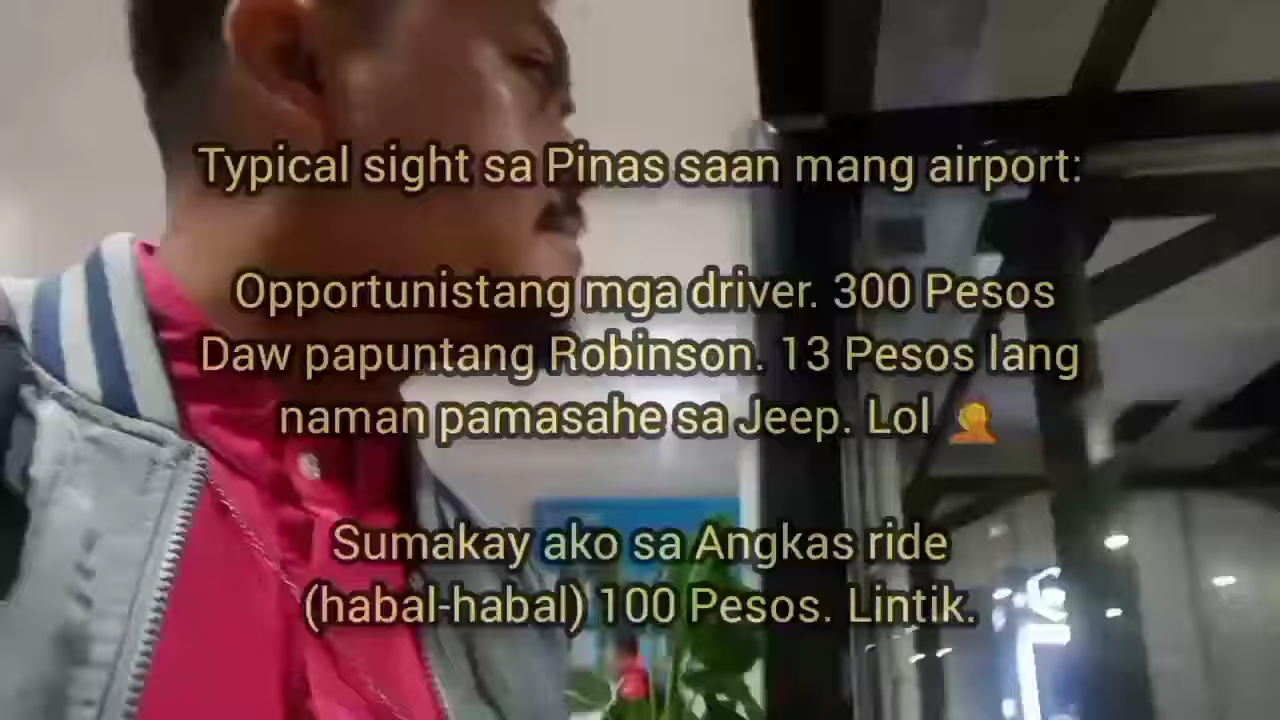 Typical sight sa Pinas saan mang airport:
Opportunistang mga driver. 300 Pesos
Daw papuntang Robinson. 13 Pesos lang
naman pamasahe sa Jeep. Lol 🤦
Sumakay ako sa Angkas ride
(habal-habal) 100 Pesos. Lintik.